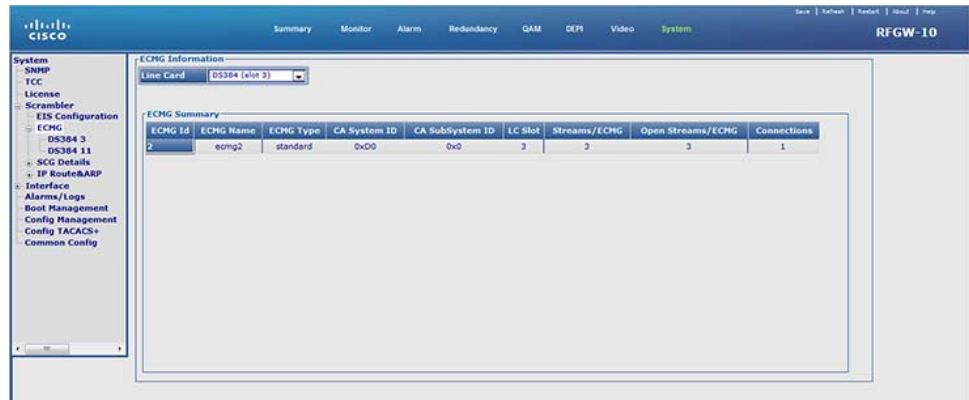 Save | Refresh | Restart | About | Help
CISCO
Summary Monitor Alarm Redundancy QAM DEPI Video System
RFGW-10
System
SNMP
TCC
License
Scrambler
EIS Configuration
ECMG
DS384 3
DS384 11
SCG Details
IP Route&ARP
Interface
Alarms/Logs
Boot Management
Config Management
Config TACACS+
Common Config
ECMG Information
Line Card DS384 (slot 3)
ECMG Summary
ECMG Id ECMG Name ECMG Type CA System ID CA SubSystem ID LC Slot Streams/ECMG Open Streams/ECMG Connections
2 ecmg2 standard 0xD0 0x0 3 3 3 1